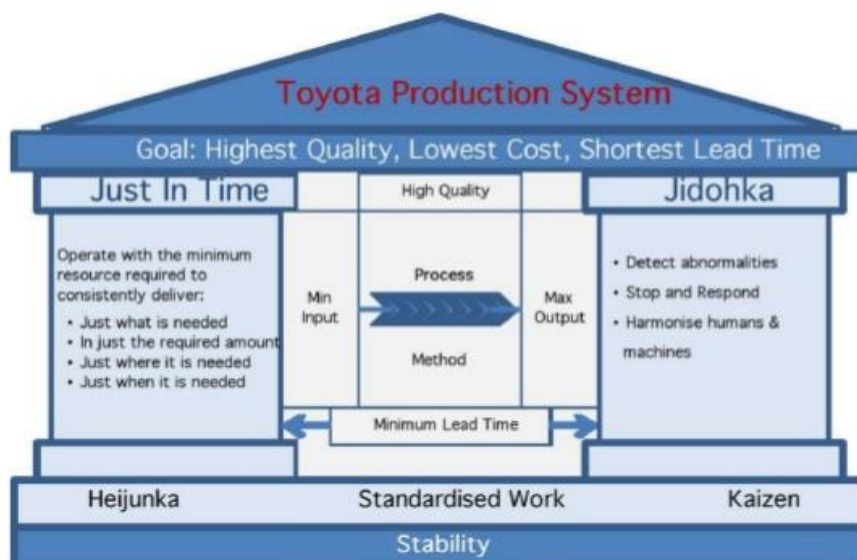 Toyota Production System
Goal: Highest Quality, Lowest Cost, Shortest Lead Time
Just In Time
Operate with the minimum
resource required to
consistently deliver:
• Just what is needed
• In just the required amount
• Just where it is needed
• Just when it is needed
High Quality
Min
Input
Process
Method
Max
Output
Minimum Lead Time
Jidohka
• Detect abnormalities
• Stop and Respond
• Harmonise humans &
machines
Heijunka
Standardised Work
Kaizen
Stability